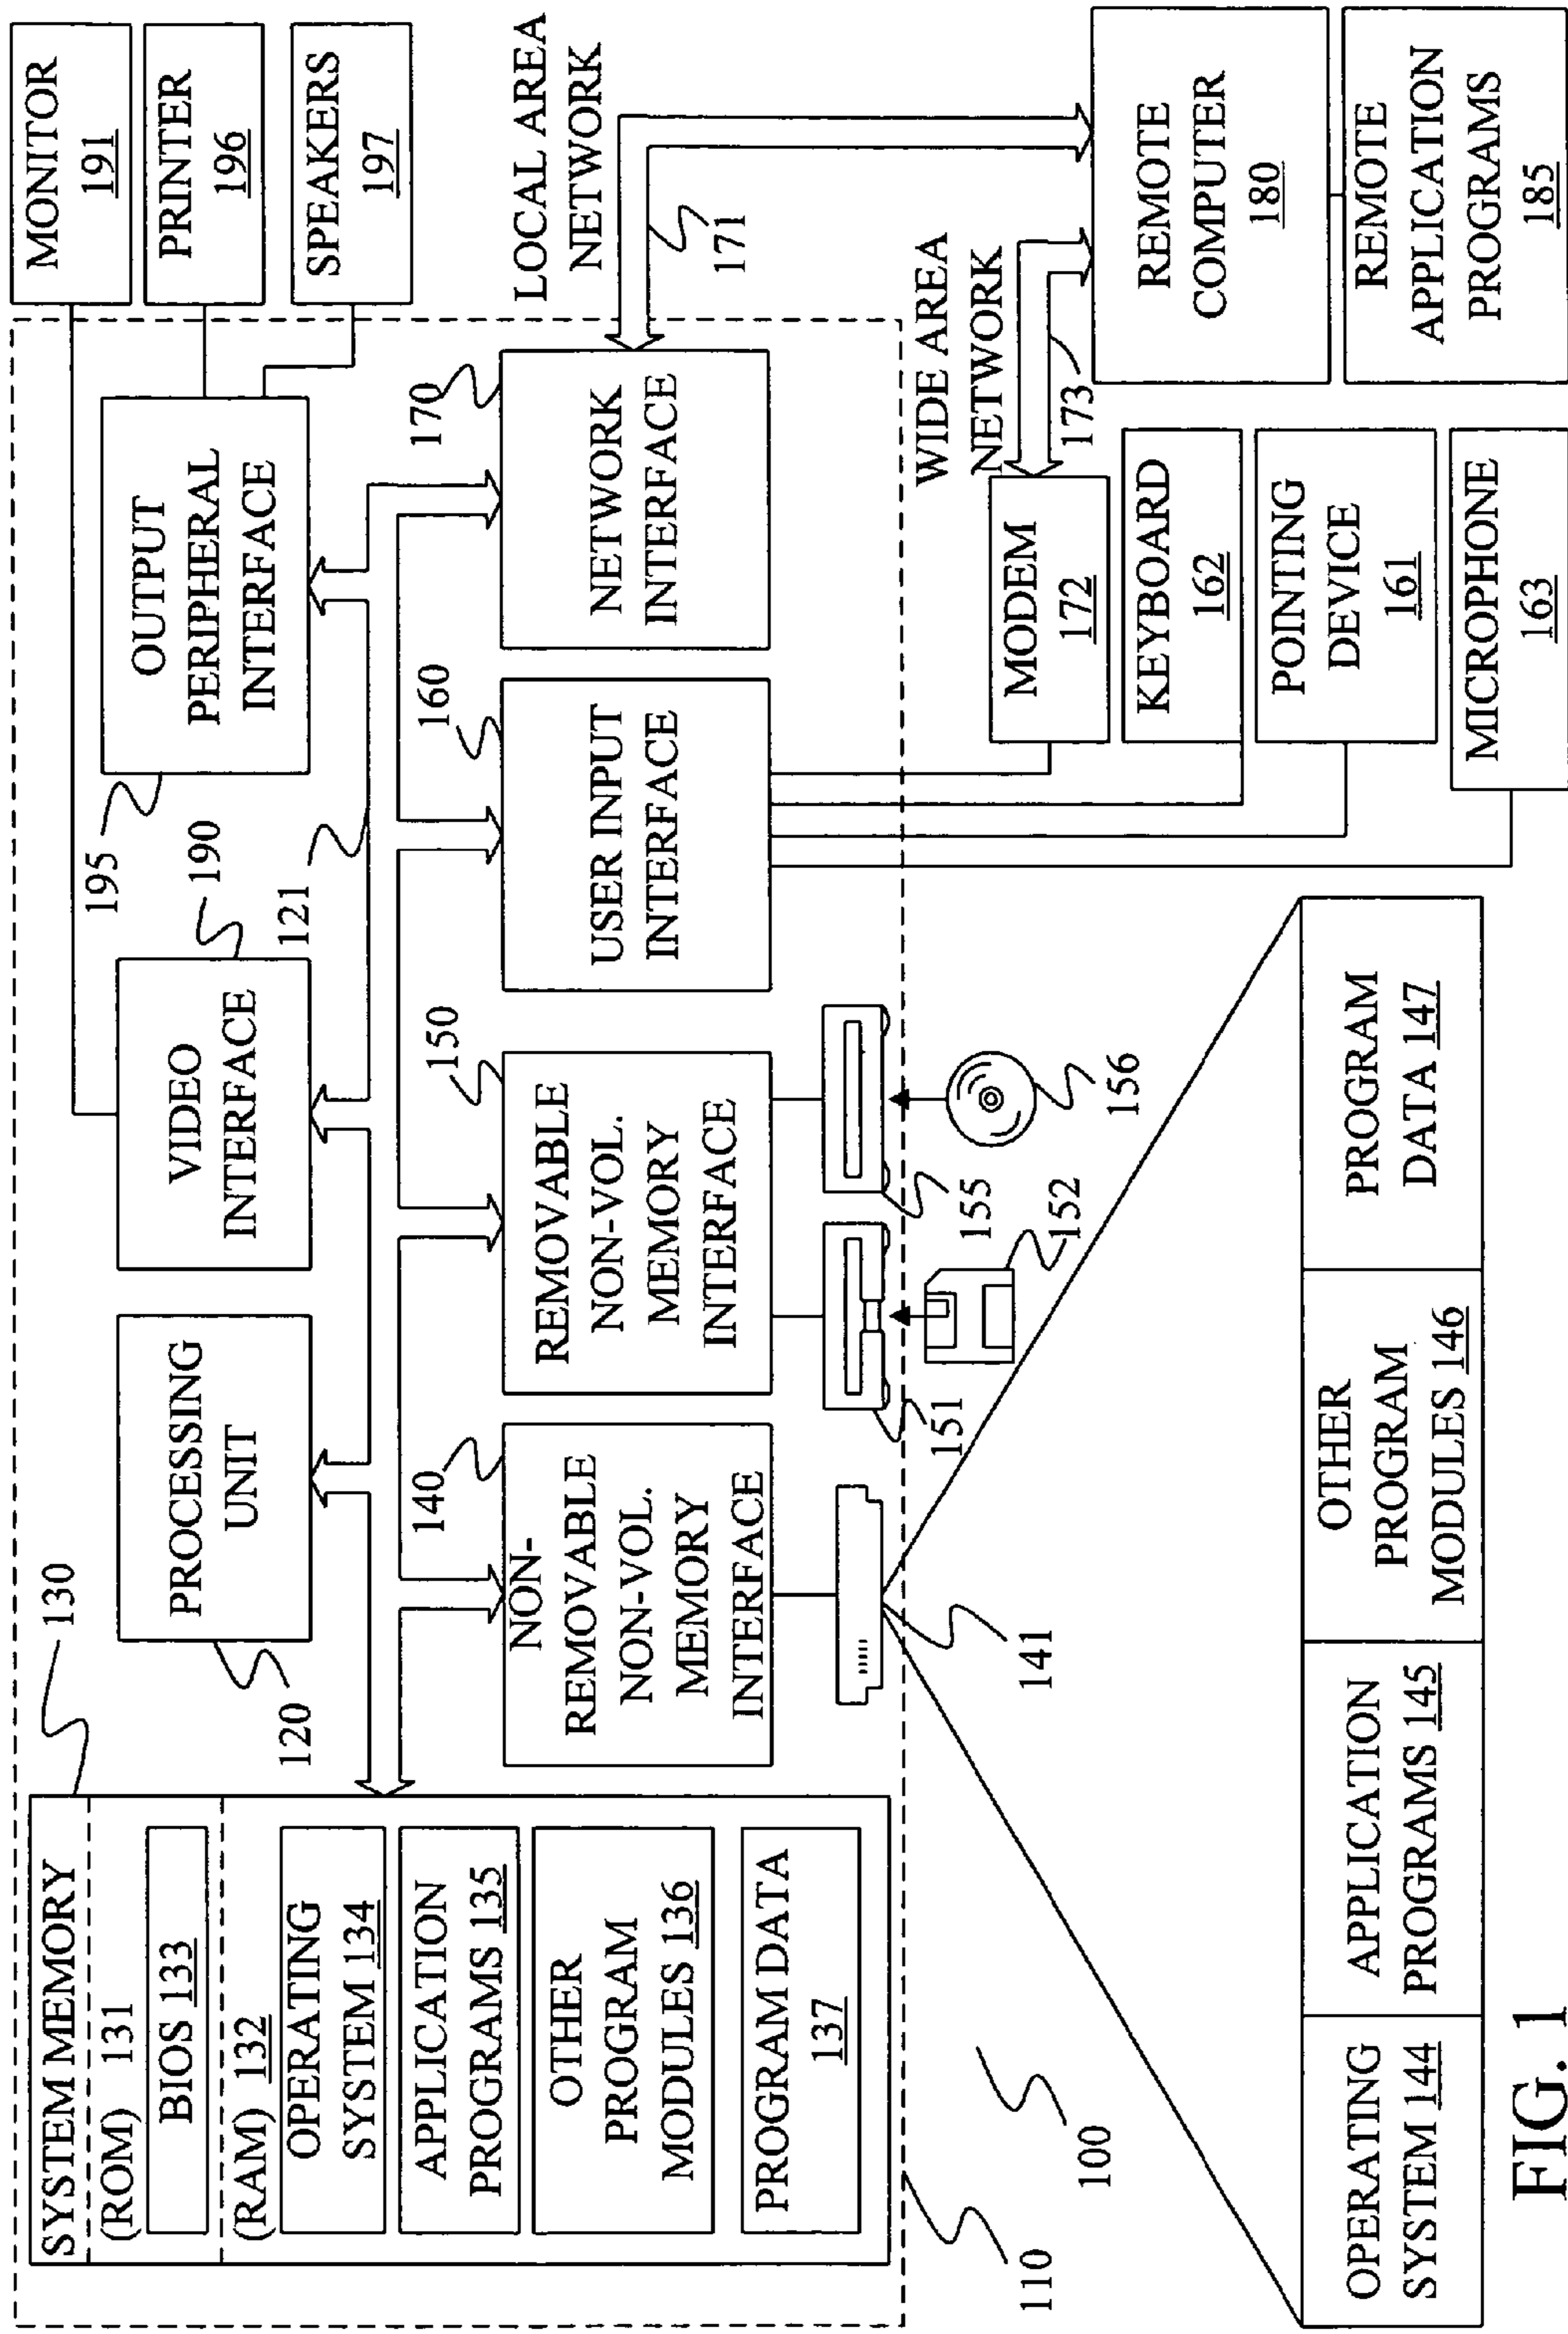 SYSTEM MEMORY
(ROM) 131
BIOS 133
(RAM) 132
OPERATING
SYSTEM 134
APPLICATION
PROGRAMS 135
OTHER
PROGRAM
MODULES 136
PROGRAM DATA
137
130
PROCESSING
UNIT
120
VIDEO
INTERFACE
190
OUTPUT
PERIPHERAL
INTERFACE
195
121
MONITOR
191
PRINTER
196
SPEAKERS
197
NON-
REMOVABLE
NON-VOL.
MEMORY
INTERFACE
140
REMOVABLE
NON-VOL.
MEMORY
INTERFACE
150
USER INPUT
INTERFACE
160
NETWORK
INTERFACE
170
LOCAL AREA
NETWORK
171
WIDE AREA
NETWORK
173
141
151
152
155
156
MODEM
172
KEYBOARD
162
POINTING
DEVICE
161
MICROPHONE
163
REMOTE
COMPUTER
180
REMOTE
APPLICATION
PROGRAMS
185
110
100
OPERATING
SYSTEM 144
APPLICATION
PROGRAMS 145
OTHER
PROGRAM
MODULES 146
PROGRAM
DATA 147
FIG. 1